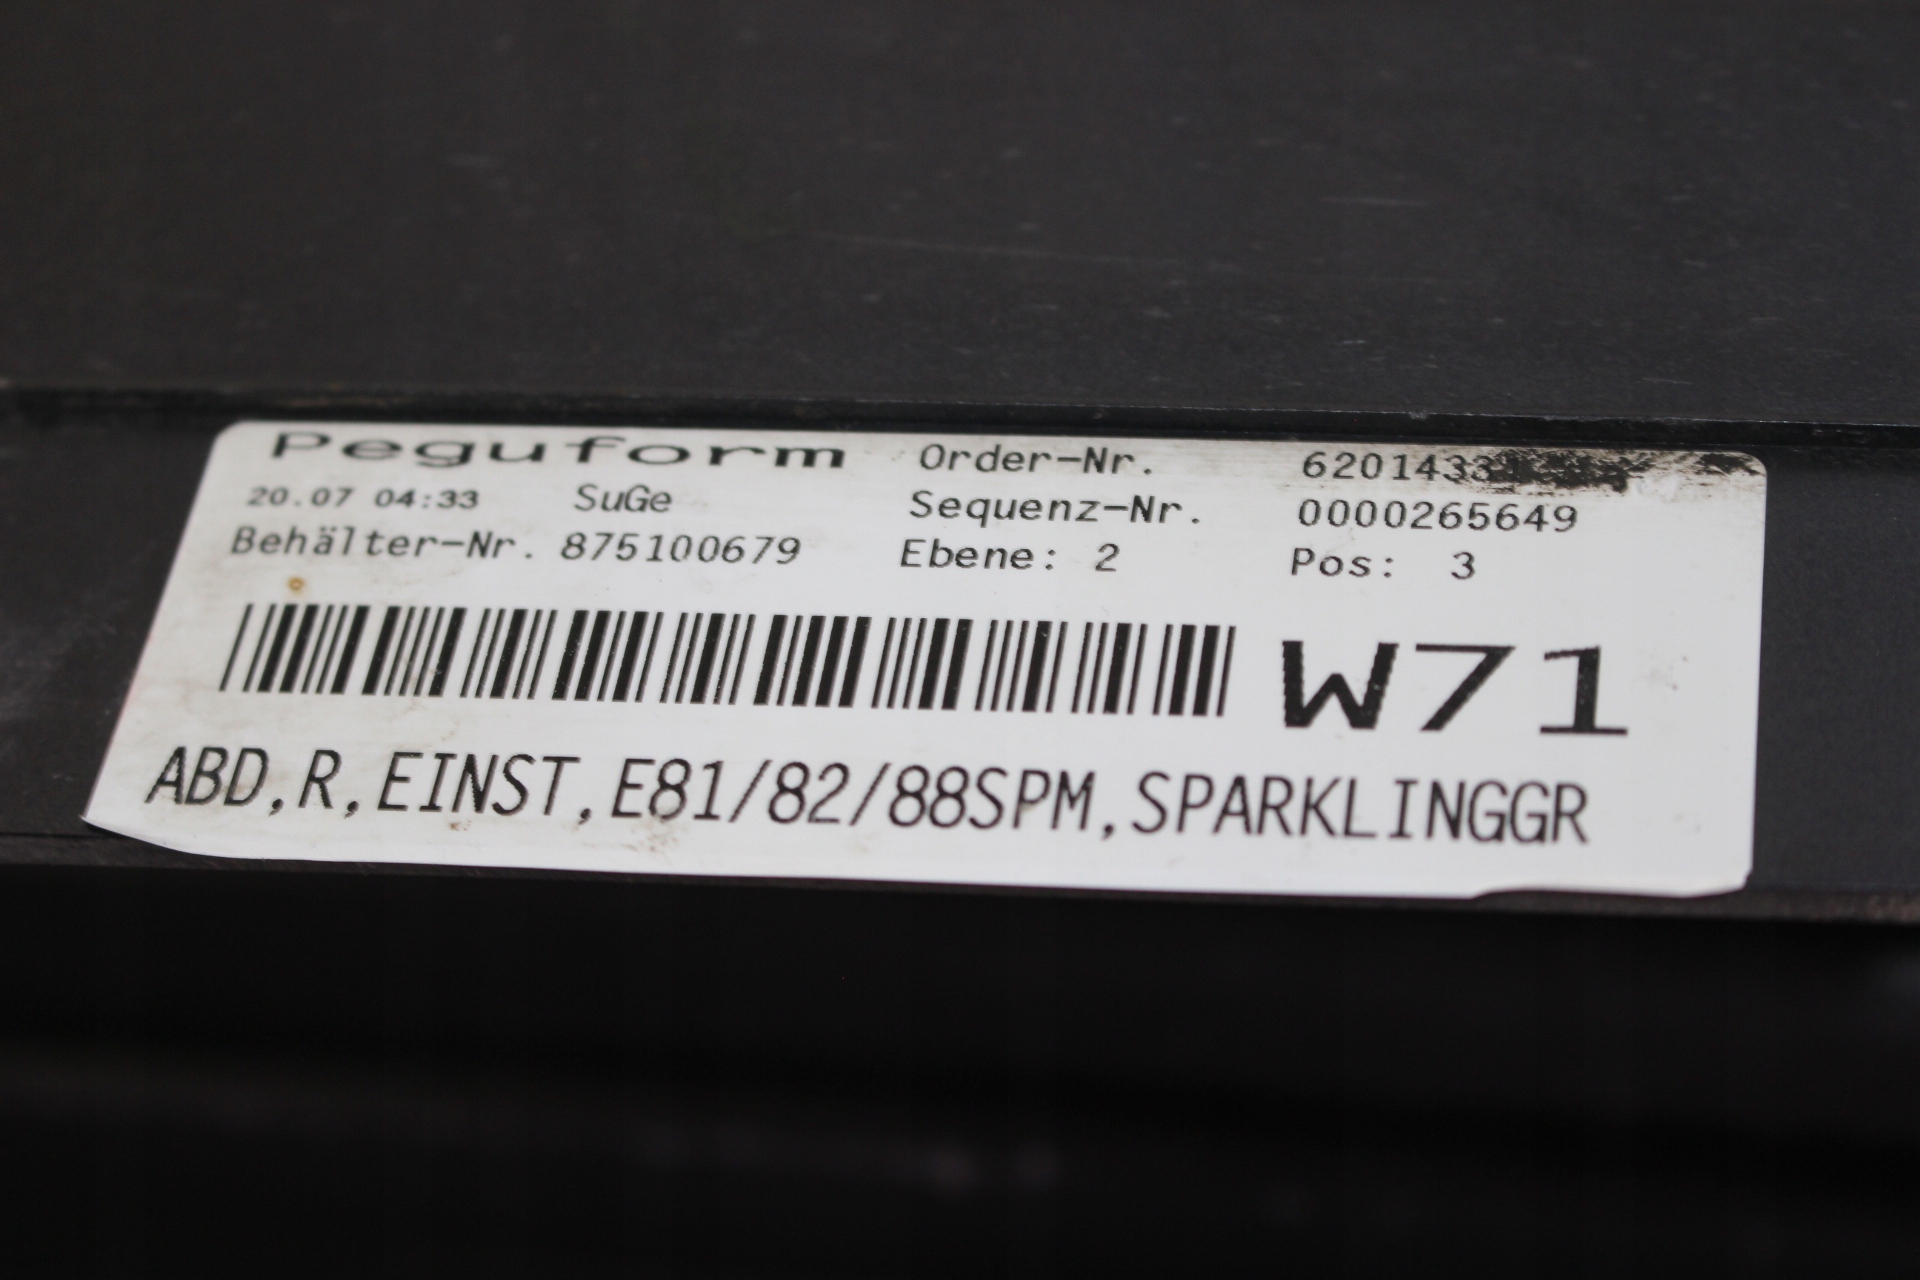 Peguform Order-Nr.
20.07 04:33 SuGe Sequenz-Nr. 0000265649
Behälter-Nr. 875100679 Ebene: 2 Pos: 3
W71
ABD,R,EINST,E81/82/88SPM,SPARKLINGGR